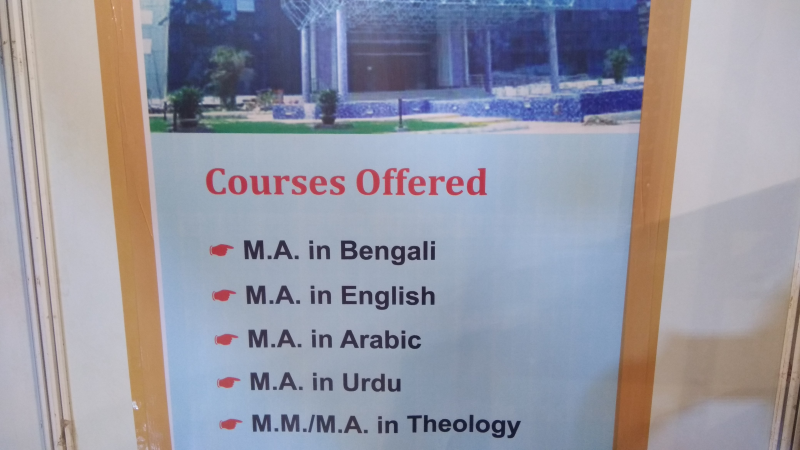 Courses Offered
M.A. in Bengali
M.A. in English
M.A. in Arabic
M.A. in Urdu
M.M./M.A. in Theology